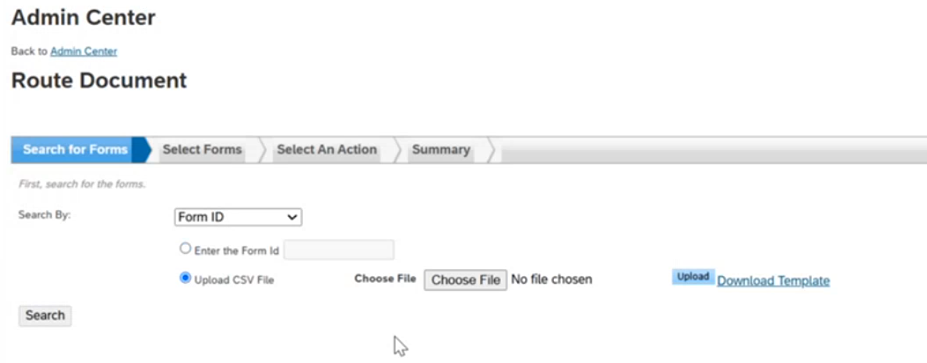 Admin Center
Back to Admin Center
Route Document
Search for Forms Select Forms Select An Action Summary
First, search for the forms.
Search By: Form ID
Enter the Form Id
Upload CSV File Choose File Choose File No file chosen Upload Download Template
Search